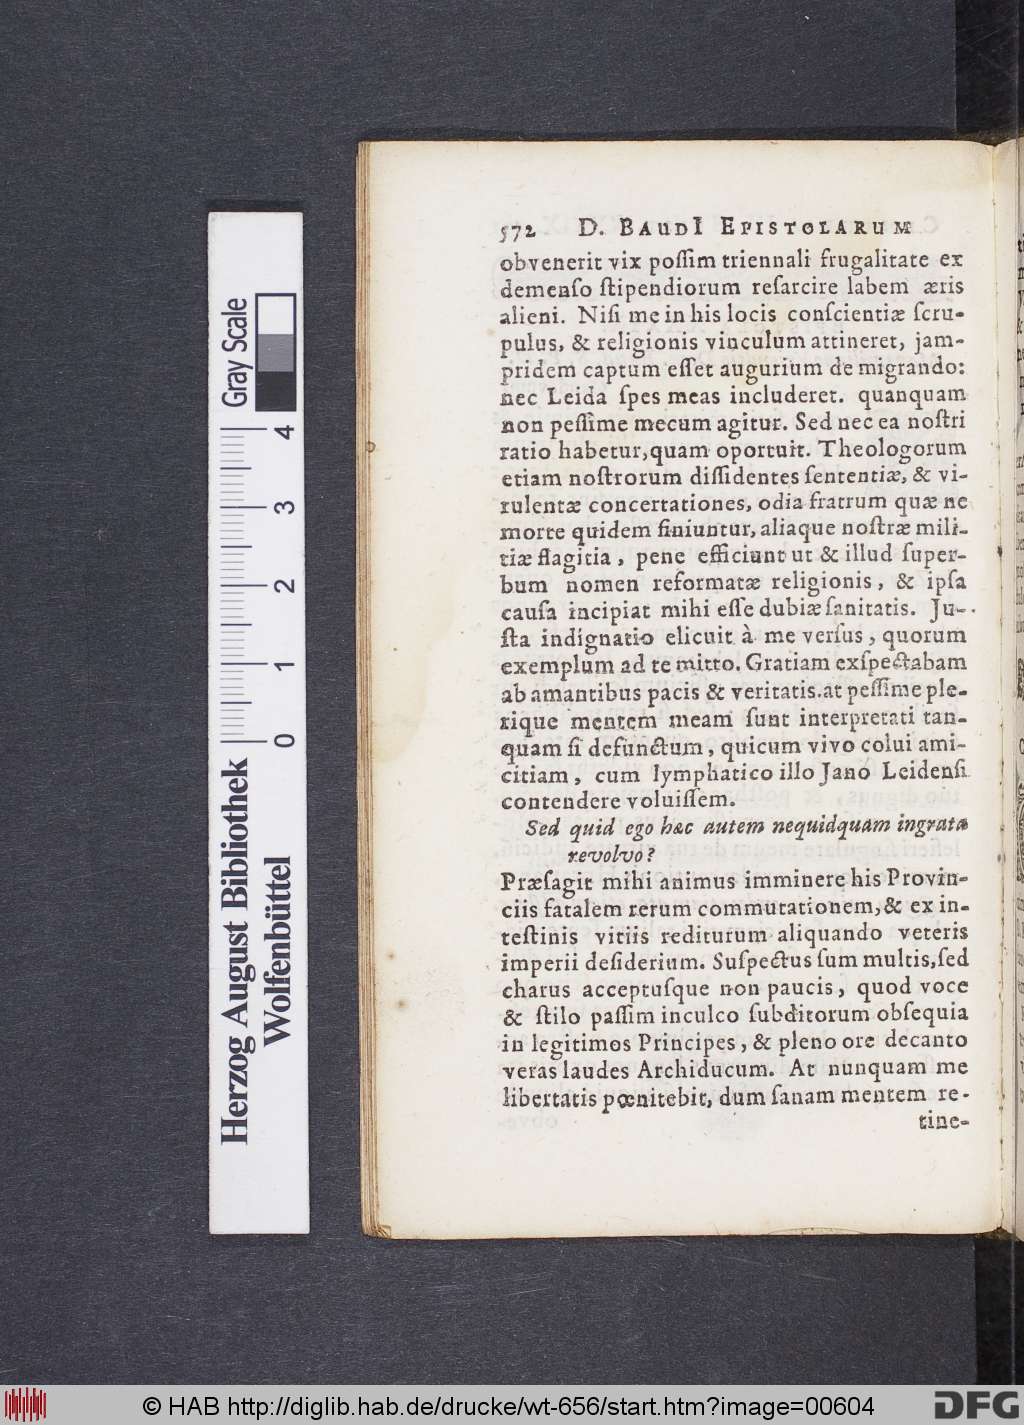 572 D. BAUDI EPISTOLARUM
obvenerit vix poſſim triennali frugalitate ex
demenſo ſtipendiorum reſarcire labem æris
alieni. Niſi me in his locis conſcientiæ ſcru-
pulus, & religionis vinculum attineret, jam-
pridem captum eſſet augurium de migrando:
nec Leida ſpes meas includeret. quanquam
non peſſime mecum agitur. Sed nec ea noſtri
ratio habetur, quam oportuit. Theologorum
etiam noſtrorum diſſidentes ſententiæ, & vi-
rulentæ concertationes, odia fratrum quæ ne
morte quidem finiuntur, aliaque noſtræ mili-
tiæ flagitia, pene efficiunt ut & illud ſuper-
bum nomen reformatæ religionis, & ipſa
cauſa incipiat mihi eſſe dubiæ ſanitatis. Ju-
ſta indignatio elicuit à me verſus, quorum
exemplum ad te mitto. Gratiam exſpectabam
ab amantibus pacis & veritatis. at peſſime ple-
rique mentem meam ſunt interpretati tan-
quam ſi defunctum, quicum vivo colui ami-
citiam, cum lymphatico illo Jano Leidenſi
contendere voluiſſem.
Sed quid ego hæc autem nequidquam ingrata
revolvo?
Præſagit mihi animus imminere his Provin-
ciis fatalem rerum commutationem, & ex in-
teſtinis vitiis rediturum aliquando veteris
imperii deſiderium. Suſpectus ſum multis, ſed
charus acceptuſque non paucis, quod voce
& ſtilo paſſim inculco ſubditorum obſequia
in legitimos Principes, & pleno ore decanto
veras laudes Archiducum. At nunquam me
libertatis pœnitebit, dum ſanam mentem re-
tine-
Gray Scale
4
3
2
1
0
Herzog August Bibliothek
Wolfenbüttel
© HAB http://diglib.hab.de/drucke/wt-656/start.htm?image=00604
DFG